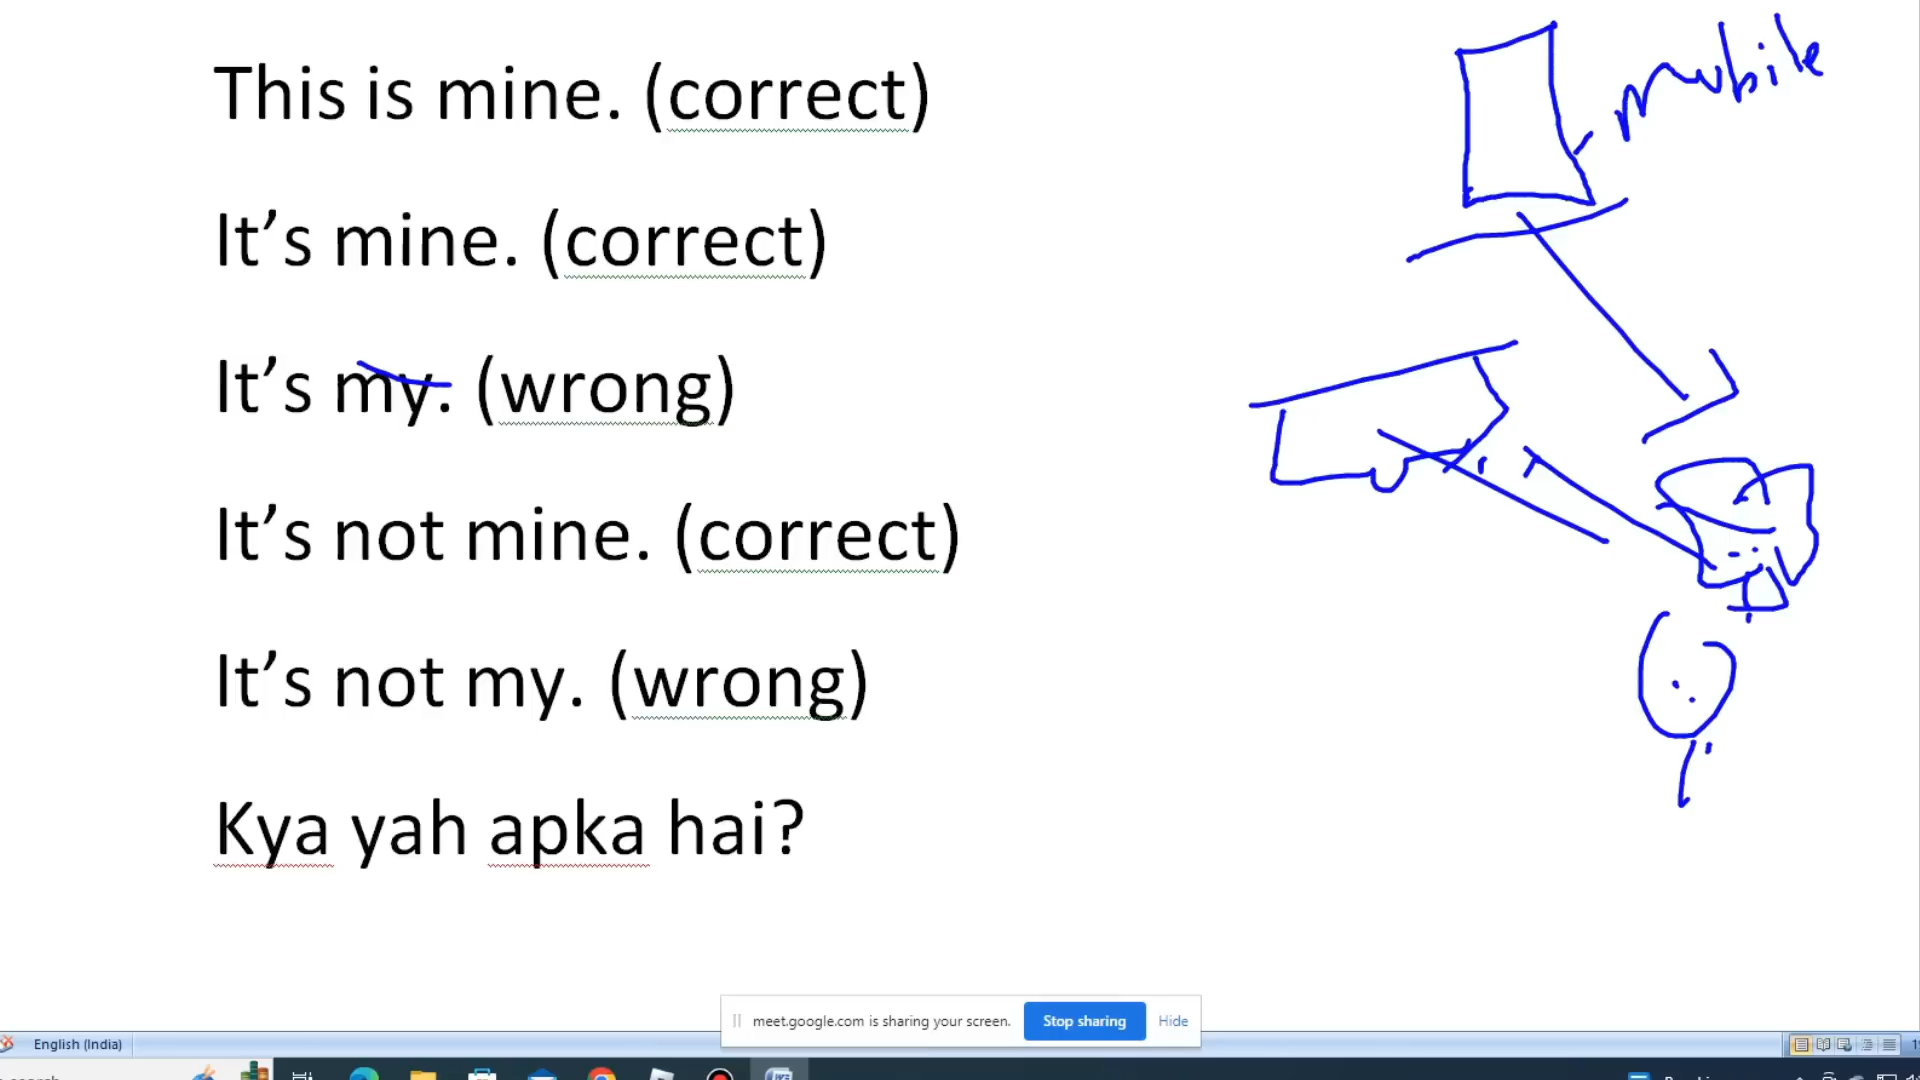 This is mine. (correct)
mobile
It's mine. (correct)
It's my. (wrong)
It's not mine. (correct)
It's not my. (wrong)
Kya yah apka hai?
meet.google.com is sharing your screen. Stop sharing Hide
English (India)